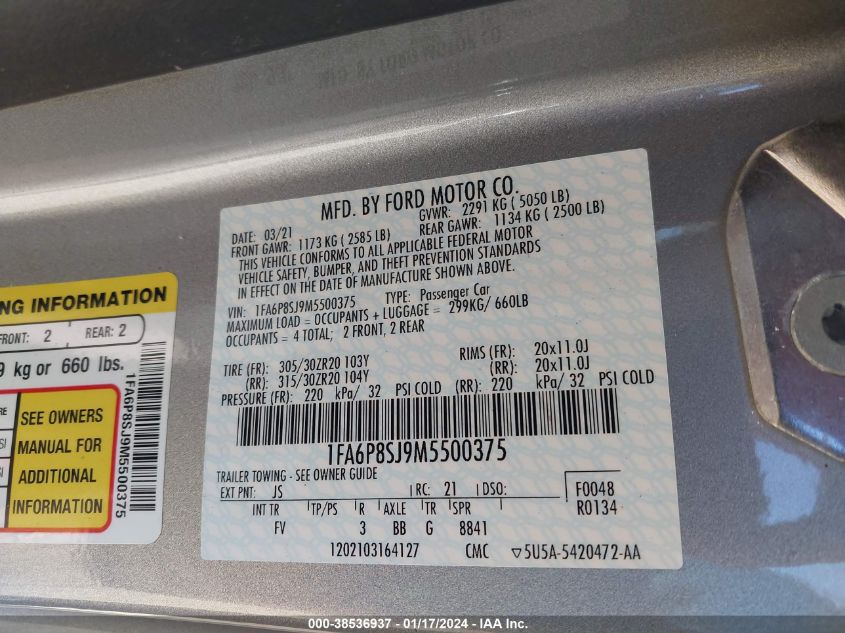 MFD. BY FORD MOTOR CO.
DATE: 03/21 GVWR: 2291 KG ( 5050 LB)
FRONT GAWR: 1173 KG ( 2585 LB) REAR GAWR: 1134 KG ( 2500 LB)
THIS VEHICLE CONFORMS TO ALL APPLICABLE FEDERAL MOTOR
VEHICLE SAFETY, BUMPER, AND THEFT PREVENTION STANDARDS
IN EFFECT ON THE DATE OF MANUFACTURE SHOWN ABOVE.
VIN: 1FA6P8SJ9M5500375 TYPE: Passenger Car
MAXIMUM LOAD = OCCUPANTS + LUGGAGE = 299KG/ 660LB
OCCUPANTS = 4 TOTAL; 2 FRONT, 2 REAR
TIRE (FR): 305/30ZR20 103Y RIMS (FR): 20x11.0J
(RR): 315/30ZR20 104Y (RR): 20x11.0J
PRESSURE (FR): 220 kPa/ 32 PSI COLD (RR): 220 kPa/ 32 PSI COLD
1FA6P8SJ9M5500375
TRAILER TOWING - SEE OWNER GUIDE
EXT PNT: JS RC: 21 DSO: F0048
INT TR TP/PS R AXLE TR SPR R0134
FV 3 BB G 8841
1202103164127 CMC ▽5U5A-5420472-AA
NG INFORMATION
FRONT: 2 REAR: 2
9 kg or 660 lbs.
SEE OWNERS
MANUAL FOR
ADDITIONAL
INFORMATION
1FA6P8SJ9M5500375
000-38536937 - 01/17/2024 - IAA Inc.